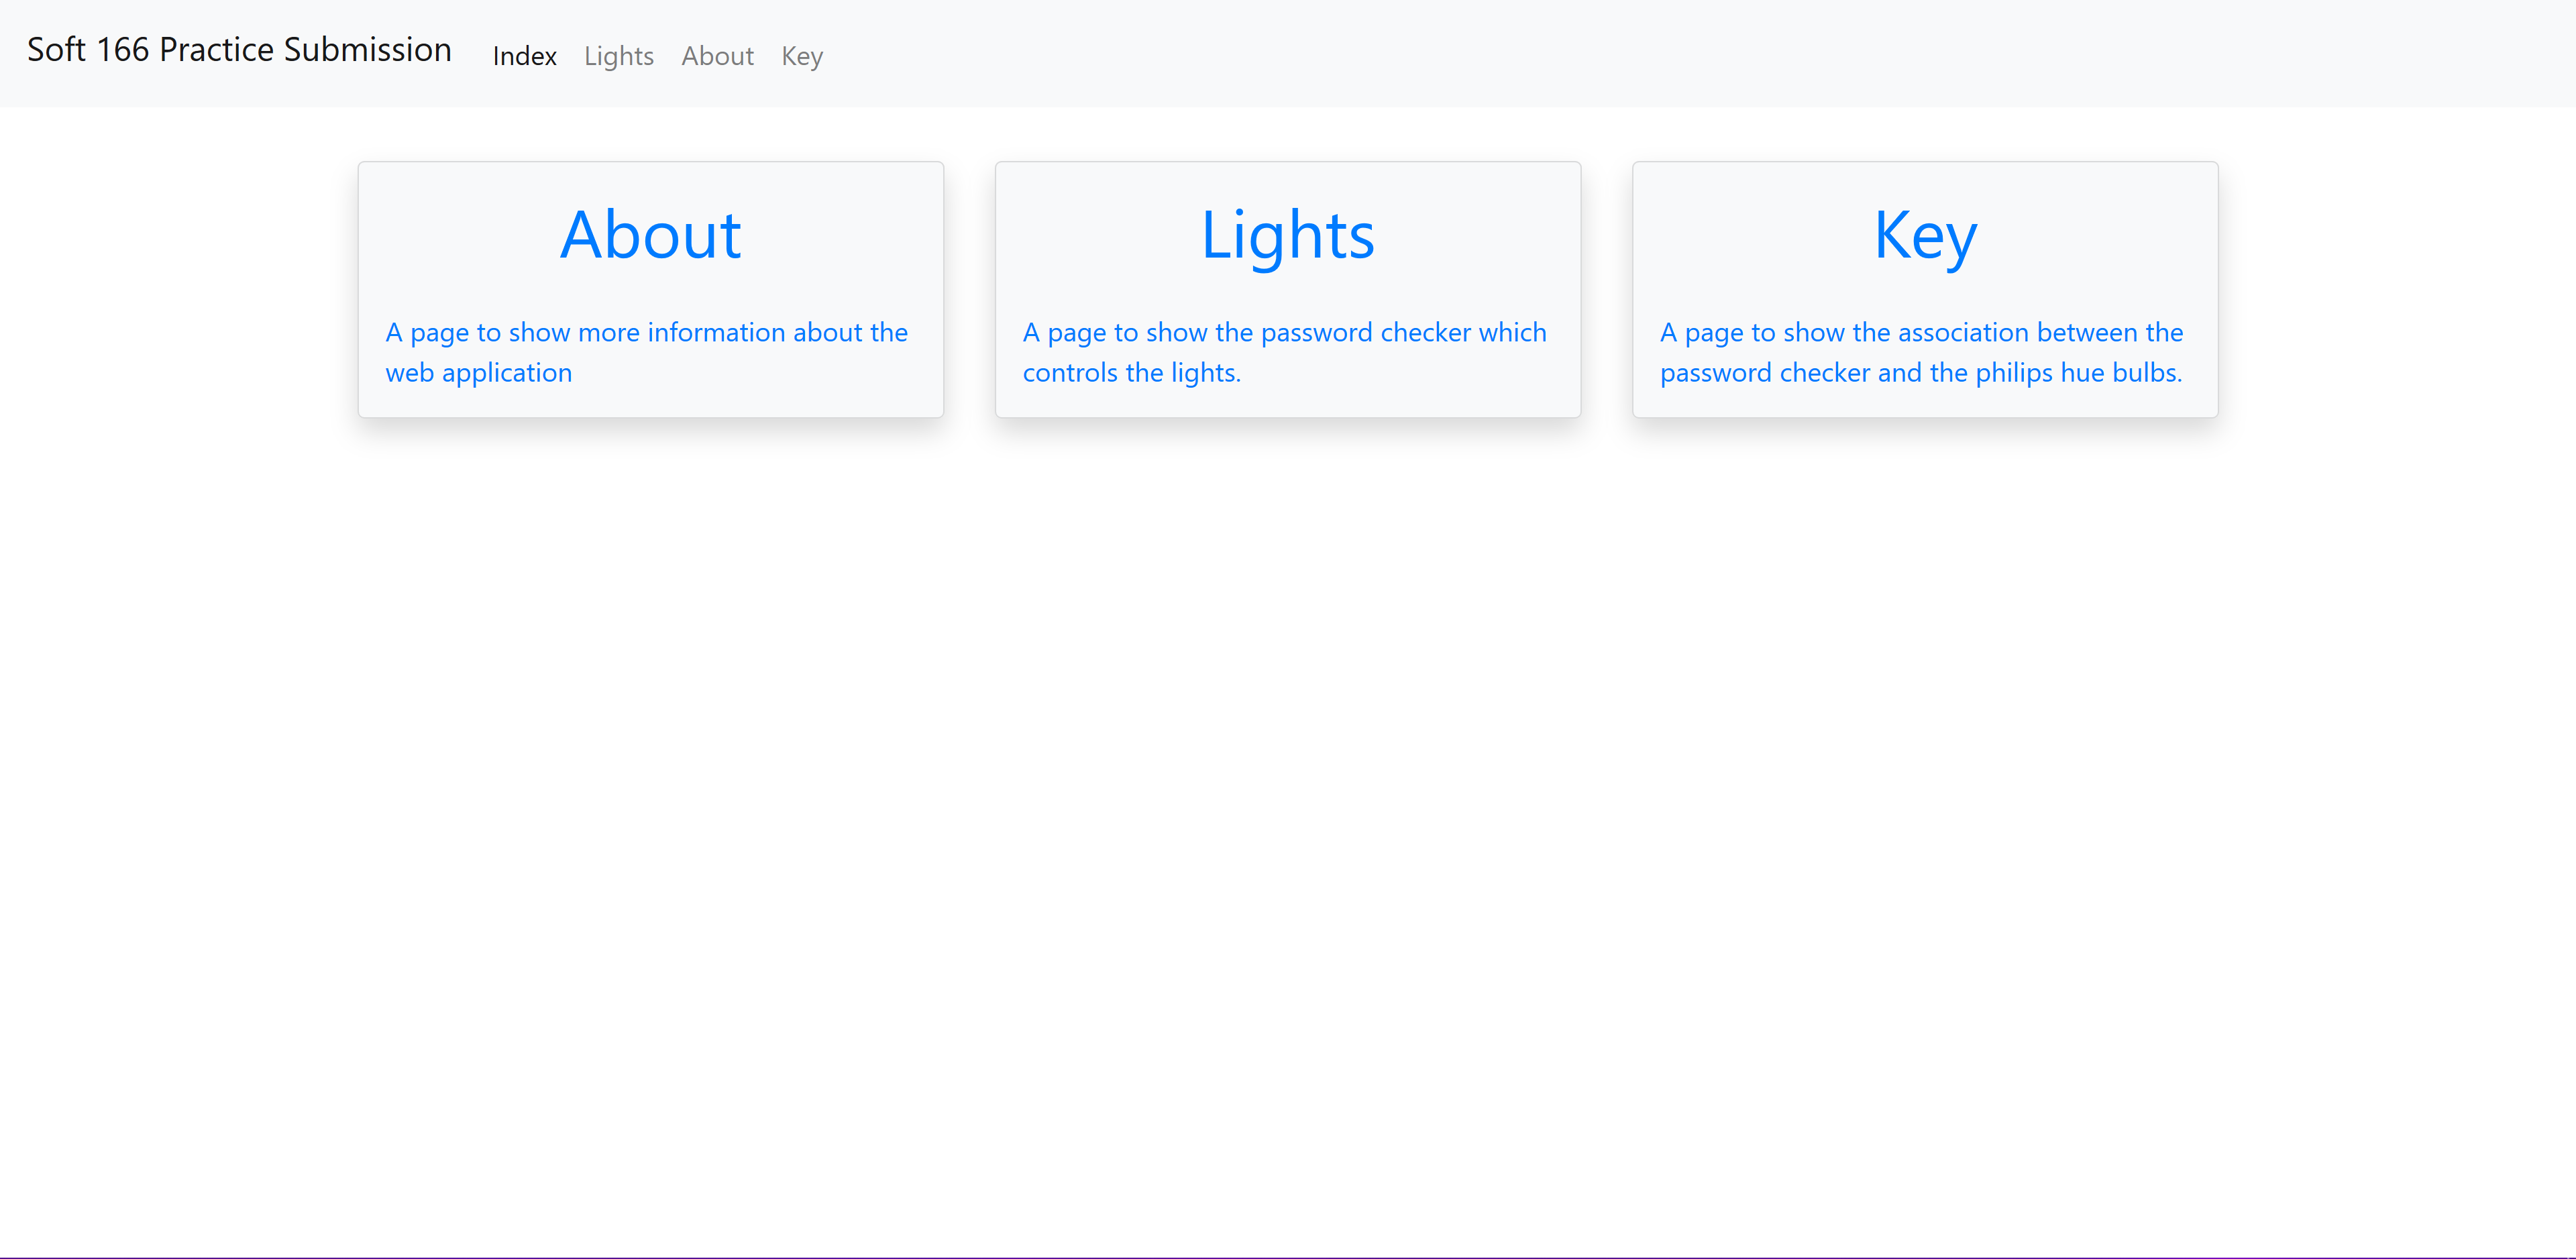 Soft 166 Practice Submission Index Lights About Key
About
A page to show more information about the
web application
Lights
A page to show the password checker which
controls the lights.
Key
A page to show the association between the
password checker and the philips hue bulbs.